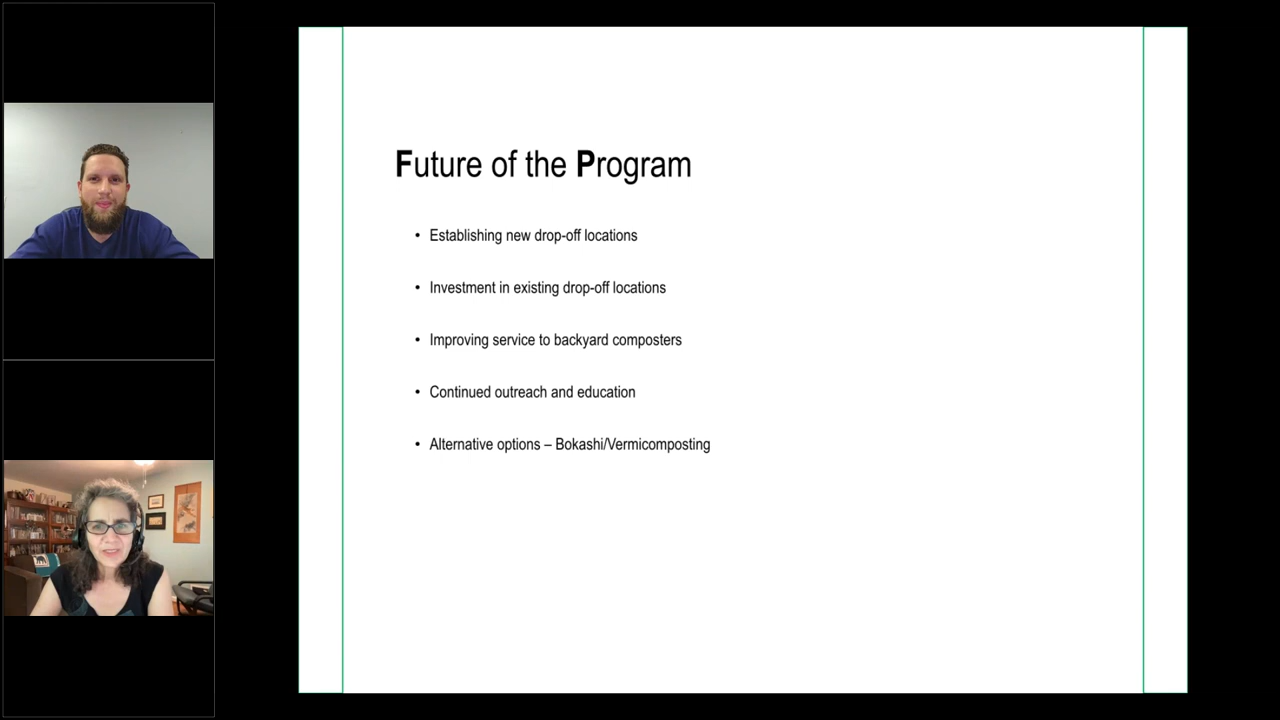 Future of the Program
• Establishing new drop-off locations
• Investment in existing drop-off locations
• Improving service to backyard composters
• Continued outreach and education
• Alternative options – Bokashi/Vermicomposting